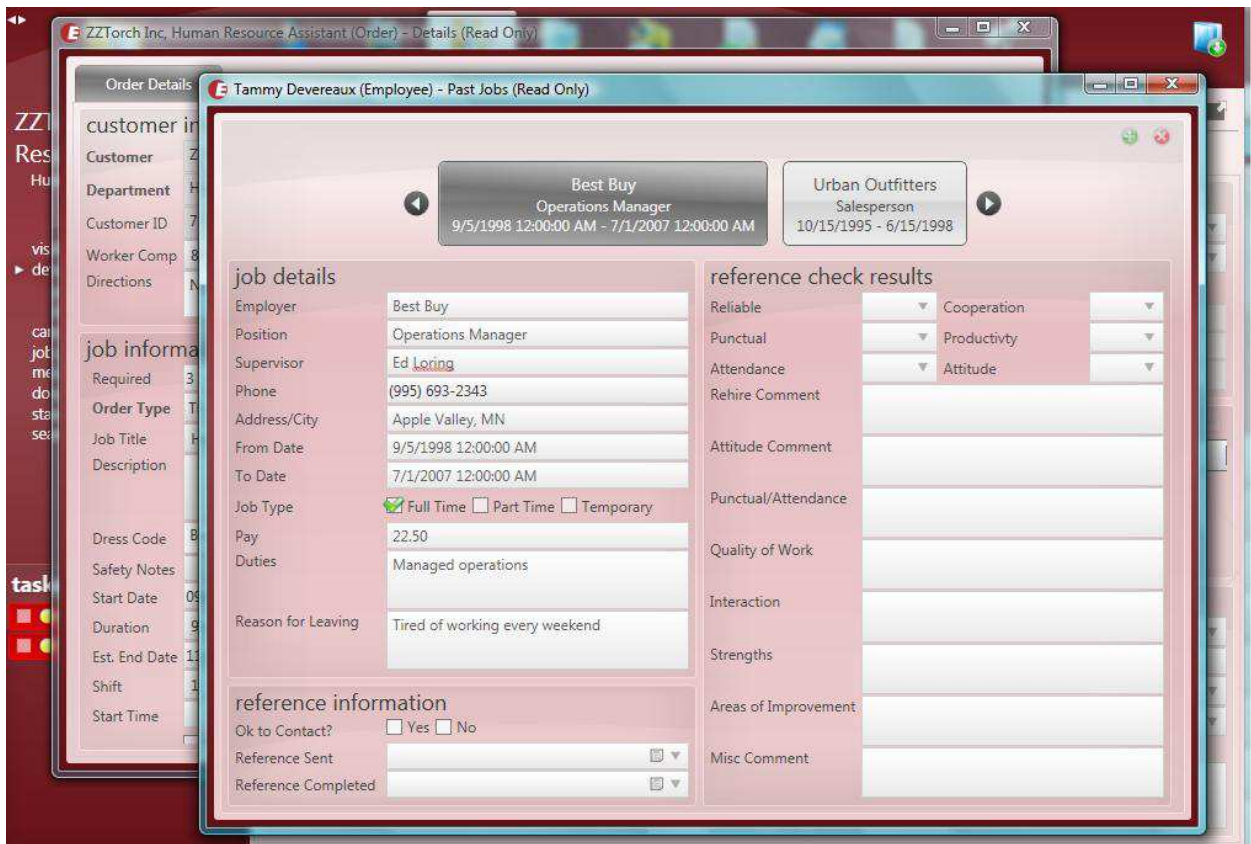 ZZTorch Inc, Human Resource Assistant (Order) - Details (Read Only)
Order Details
Tammy Devereaux (Employee) - Past Jobs (Read Only)
customer
Customer
Department
Customer ID
Worker Comp
Directions
Required 3
Order Type
Job Title
Description
Dress Code
Safety Notes
Start Date
Duration
Est. End Date
Shift
Start Time
Best Buy
Operations Manager
9/5/1998 12:00:00 AM - 7/1/2007 12:00:00 AM
Urban Outfitters
Salesperson
10/15/1995 - 6/15/1998
job details
Employer Best Buy
Position Operations Manager
Supervisor Ed Loring
Phone (995) 693-2343
Address/City Apple Valley, MN
From Date 9/5/1998 12:00:00 AM
To Date 7/1/2007 12:00:00 AM
Job Type Full Time Part Time Temporary
Pay 22.50
Duties Managed operations
Reason for Leaving Tired of working every weekend
reference information
Ok to Contact? Yes No
Reference Sent
Reference Completed
reference check results
Reliable Cooperation
Punctual Productivty
Attendance Attitude
Rehire Comment
Attitude Comment
Punctual/Attendance
Quality of Work
Interaction
Strengths
Areas of Improvement
Misc Comment